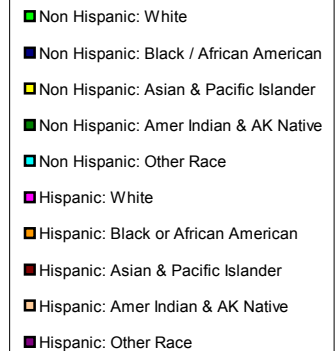 Non Hispanic: White
Non Hispanic: Black / African American
Non Hispanic: Asian & Pacific Islander
Non Hispanic: Amer Indian & AK Native
Non Hispanic: Other Race
Hispanic: White
Hispanic: Black or African American
Hispanic: Asian & Pacific Islander
Hispanic: Amer Indian & AK Native
Hispanic: Other Race